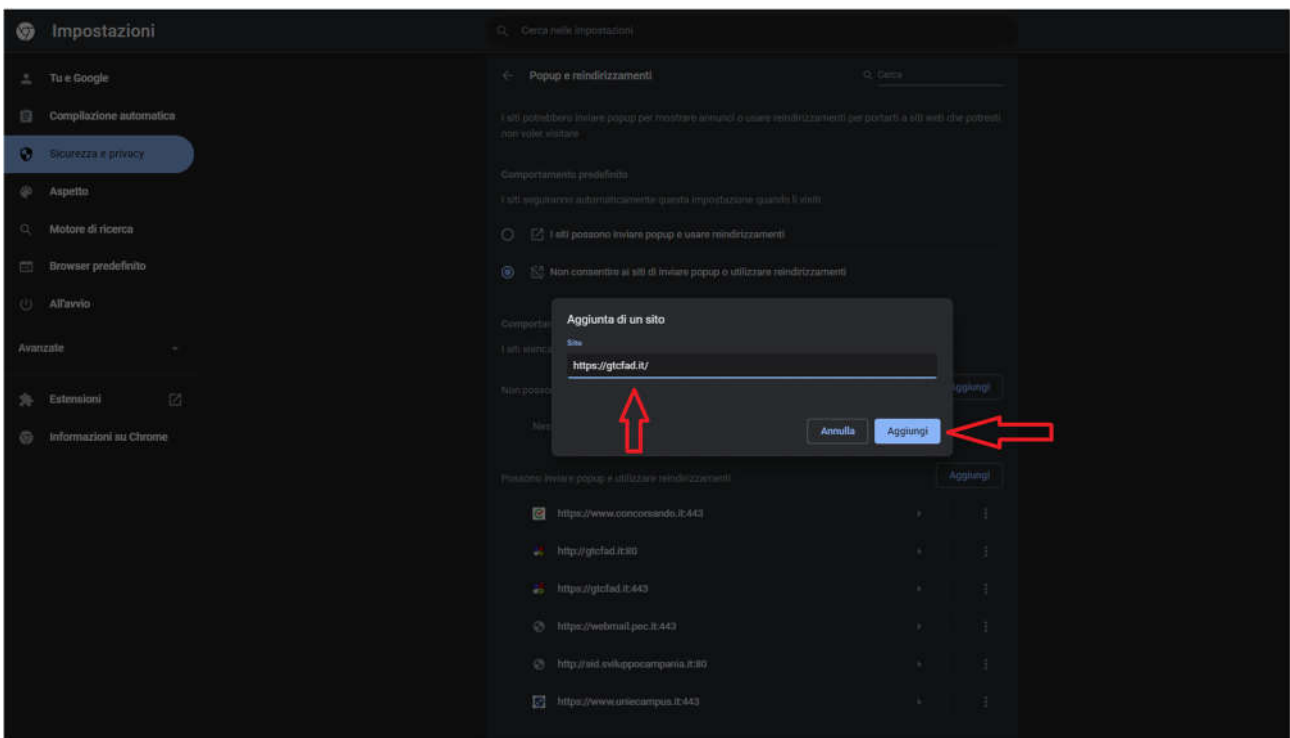 Impostazioni
Cerca nelle impostazioni
Tu e Google
Compilazione automatica
Sicurezza e privacy
Aspetto
Motore di ricerca
Browser predefinito
All'avvio
Avanzate
Estensioni
Informazioni su Chrome
Popup e reindirizzamenti
Cerca
I siti potrebbero inviare popup per mostrare annunci o usare reindirizzamenti per portarti a siti web che potresti
non voler visitare
Comportamento predefinito
I siti seguiranno automaticamente questa impostazione quando li visiti
I siti possono inviare popup e usare reindirizzamenti
Non consentire ai siti di inviare popup o utilizzare reindirizzamenti
Aggiunta di un sito
Sito
https://gtcfad.it/
Annulla
Aggiungi
I siti
Aggiungi
Possono inviare popup e utilizzare reindirizzamenti
Aggiungi
https://www.concorsando.it:443
http://gtcfad.it:80
https://gtcfad.it:443
https://webmail.pec.it:443
http://sid.sviluppocampania.it:80
https://www.uniecampus.it:443